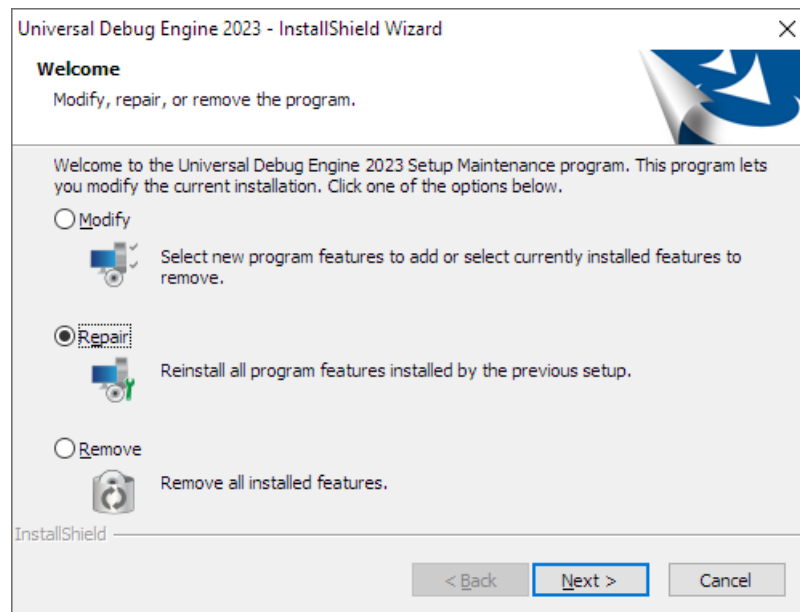 Universal Debug Engine 2023 - InstallShield Wizard
Welcome
Modify, repair, or remove the program.
Welcome to the Universal Debug Engine 2023 Setup Maintenance program. This program lets
you modify the current installation. Click one of the options below.
Modify
Select new program features to add or select currently installed features to
remove.
Repair
Reinstall all program features installed by the previous setup.
Remove
Remove all installed features.
InstallShield
< Back
Next >
Cancel